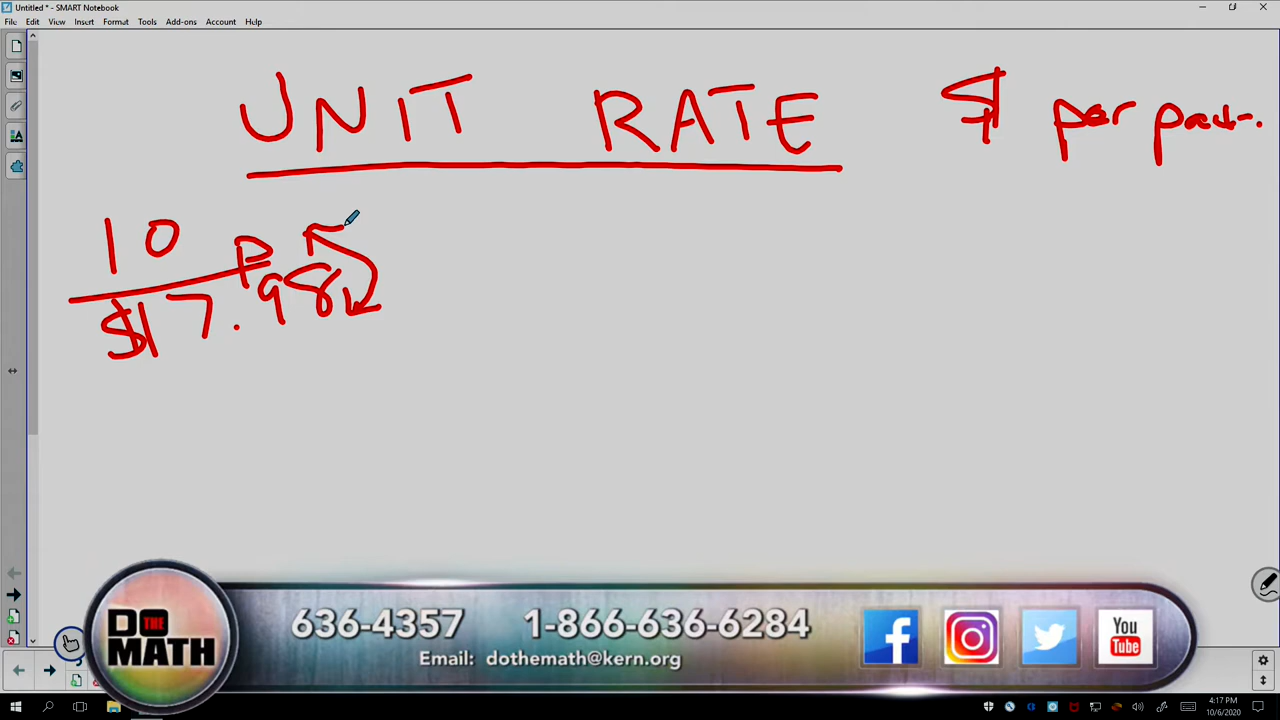 Untitled * - SMART Notebook
File Edit View Insert Format Tools Add-ons Account Help
UNIT RATE $ per pack.
10 P
$17.98
DO THE MATH
636-4357 1-866-636-6284
Email: dothemath@kern.org
You Tube
4:17 PM
10/6/2020